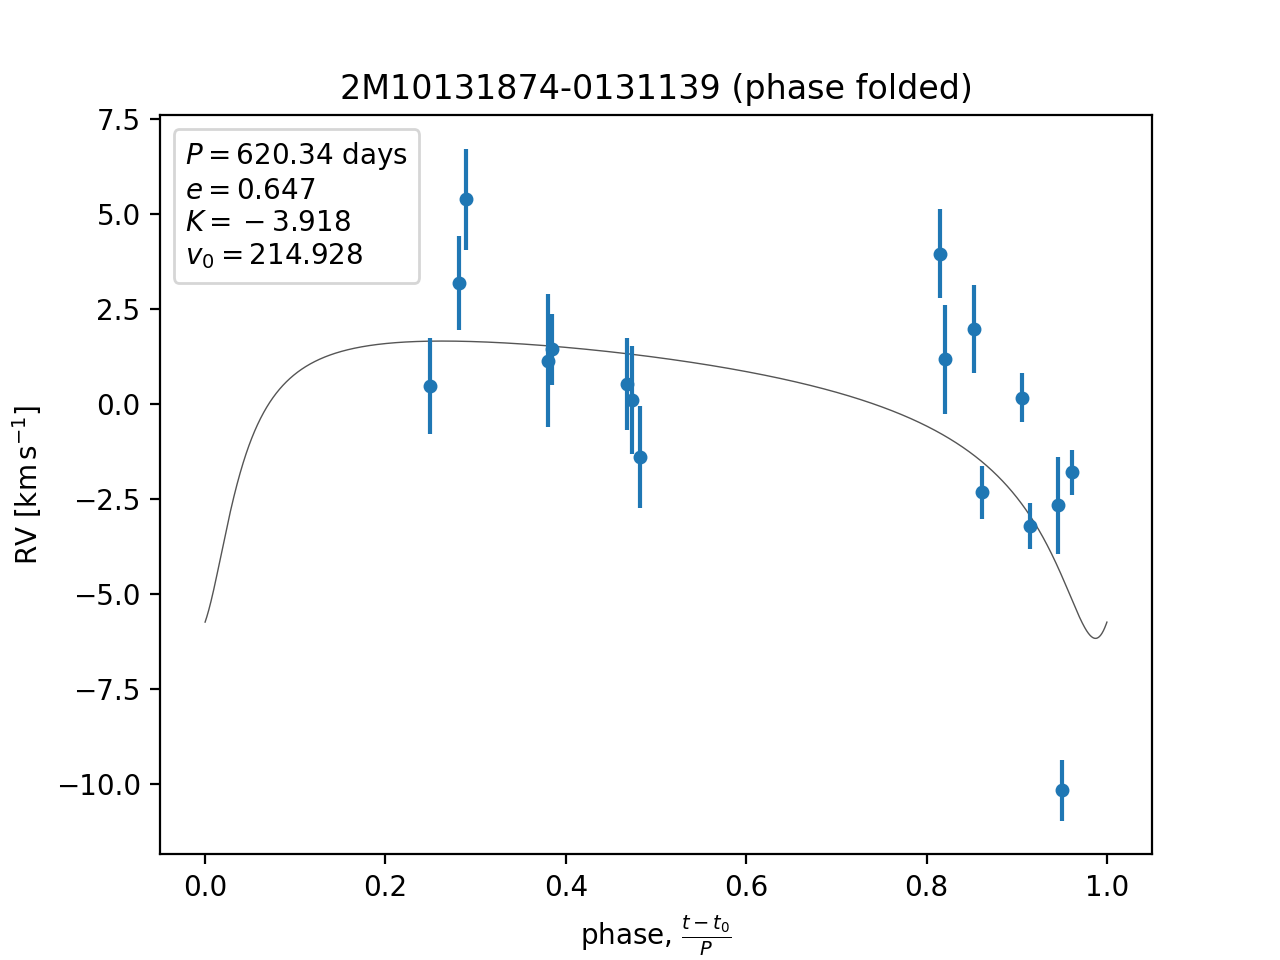 2M10131874-0131139 (phase folded)
P = 620.34 days
e = 0.647
K = −3.918
v₀ = 214.928
7.5
5.0
2.5
0.0
−2.5
−5.0
−7.5
−10.0
RV [km s⁻¹]
0.0 0.2 0.4 0.6 0.8 1.0
phase, (t − t₀)/P